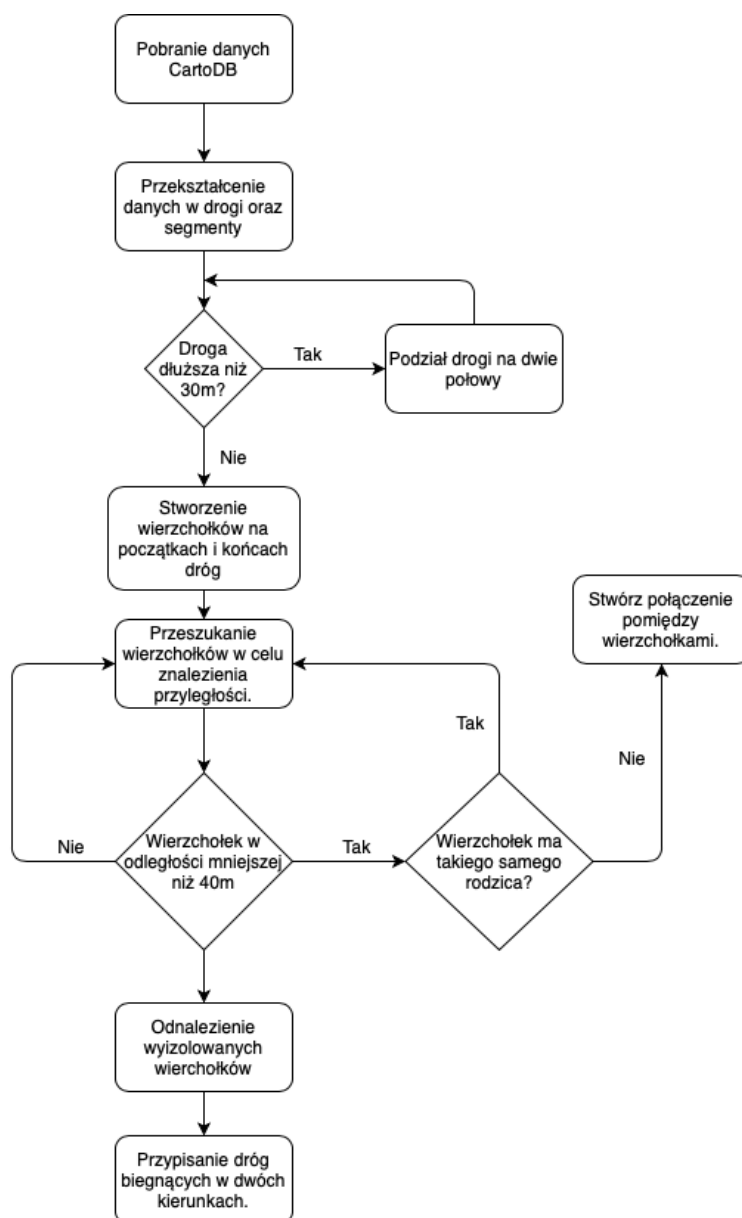 Pobranie danych
CartoDB
Przekształcenie
danych w drogi oraz
segmenty
Droga
dłuższa niż
30m?
Tak
Podział drogi na dwie
połowy
Nie
Stworzenie
wierzchołków na
początkach i końcach
dróg
Stwórz połączenie
pomiędzy
wierzchołkami.
Przeszukanie
wierzchołków w celu
znalezienia
przyległości.
Tak
Nie
Nie
Wierzchołek w
odległości mniejszej
niż 40m
Tak
Wierzchołek ma
takiego samego
rodzica?
Odnalezienie
wyizolowanych
wierchołków
Przypisanie dróg
biegnących w dwóch
kierunkach.